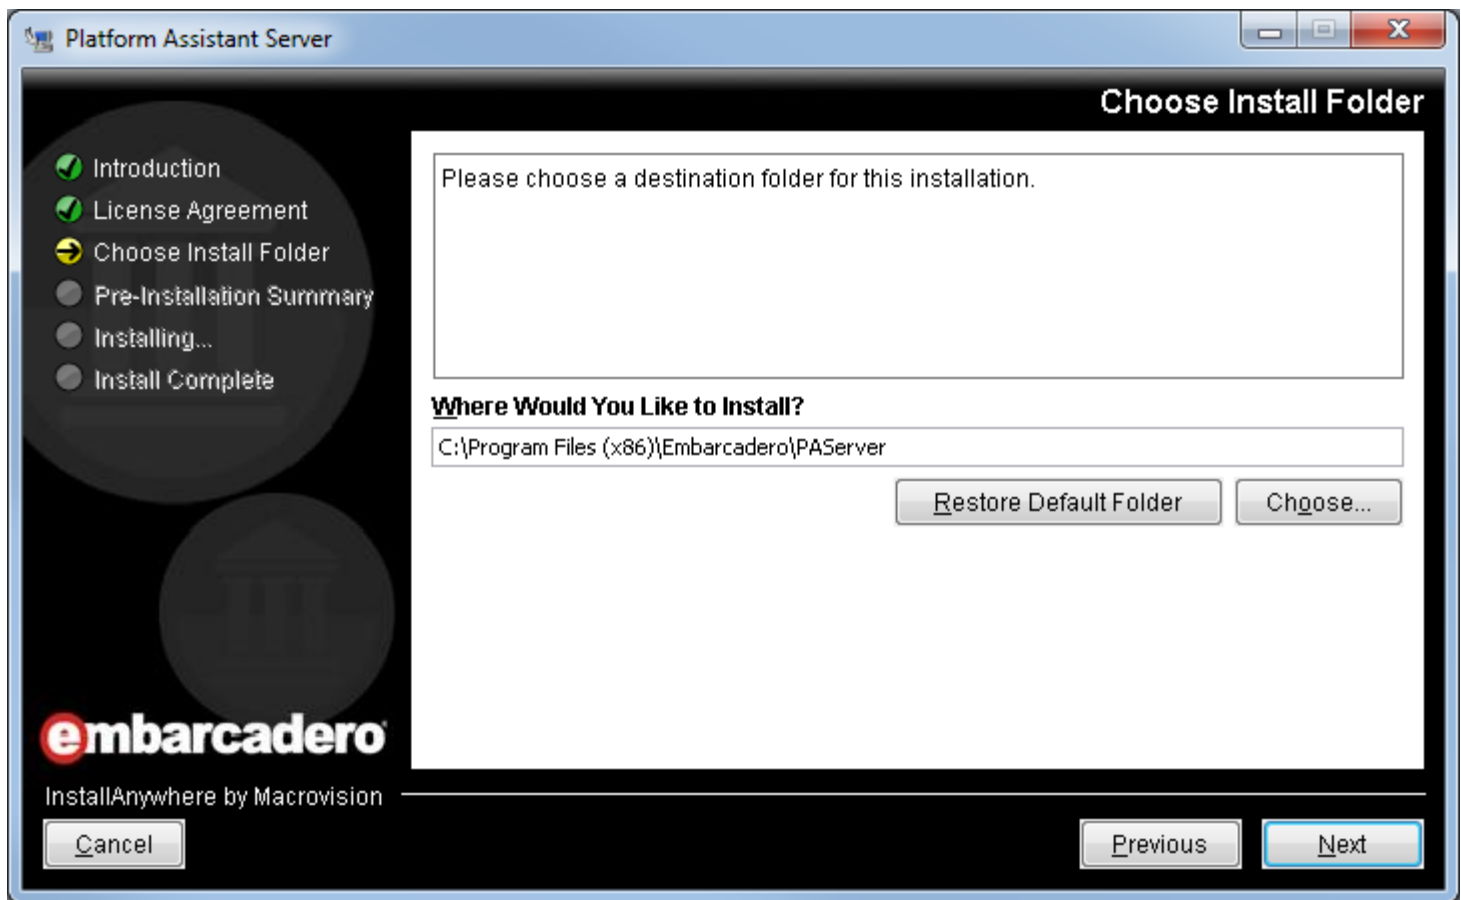 Platform Assistant Server
Choose Install Folder
Introduction
License Agreement
Choose Install Folder
Pre-Installation Summary
Installing...
Install Complete
Please choose a destination folder for this installation.
Where Would You Like to Install?
C:\Program Files (x86)\Embarcadero\PAServer
Restore Default Folder
Choose...
embarcadero
InstallAnywhere by Macrovision
Cancel
Previous
Next